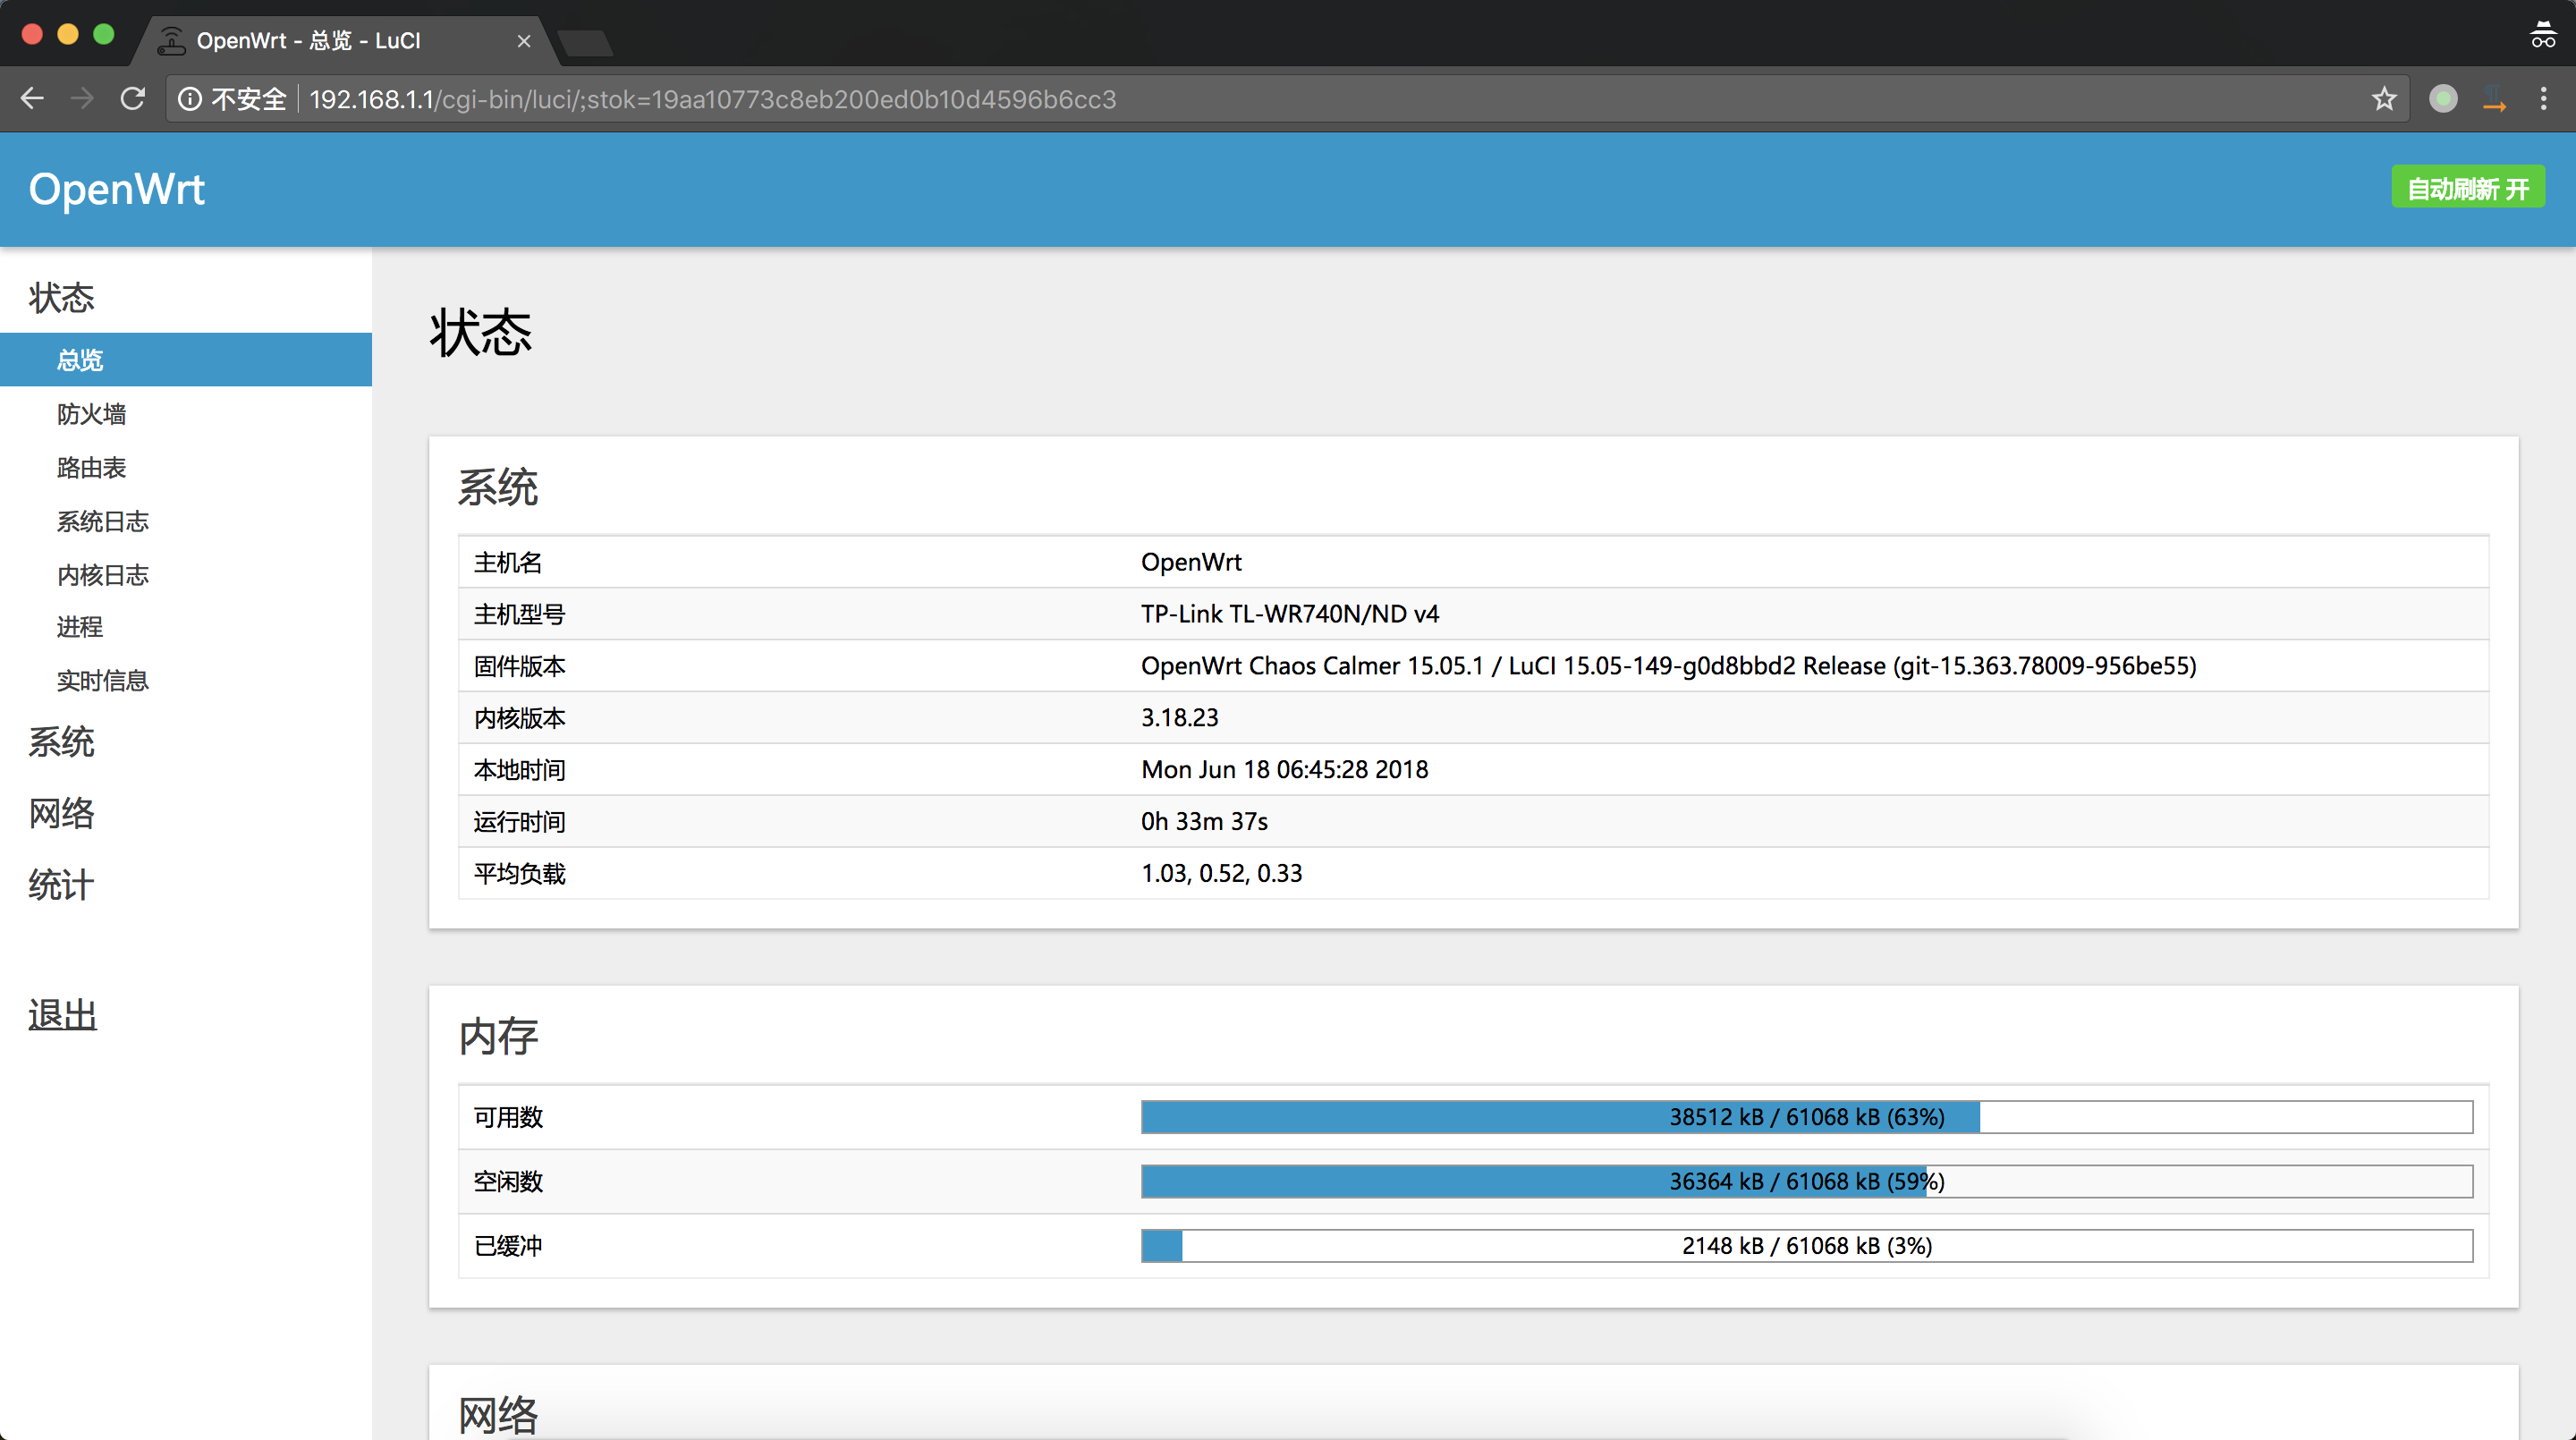 OpenWrt - 总览 - LuCI
不安全 192.168.1.1/cgi-bin/luci/;stok=19aa10773c8eb200ed0b10d4596b6cc3
OpenWrt
自动刷新 开
状态
总览
防火墙
路由表
系统日志
内核日志
进程
实时信息
系统
网络
统计
退出
状态
系统
主机名 OpenWrt
主机型号 TP-Link TL-WR740N/ND v4
固件版本 OpenWrt Chaos Calmer 15.05.1 / LuCI 15.05-149-g0d8bbd2 Release (git-15.363.78009-956be55)
内核版本 3.18.23
本地时间 Mon Jun 18 06:45:28 2018
运行时间 0h 33m 37s
平均负载 1.03, 0.52, 0.33
内存
可用数 38512 kB / 61068 kB (63%)
空闲数 36364 kB / 61068 kB (59%)
已缓冲 2148 kB / 61068 kB (3%)
网络